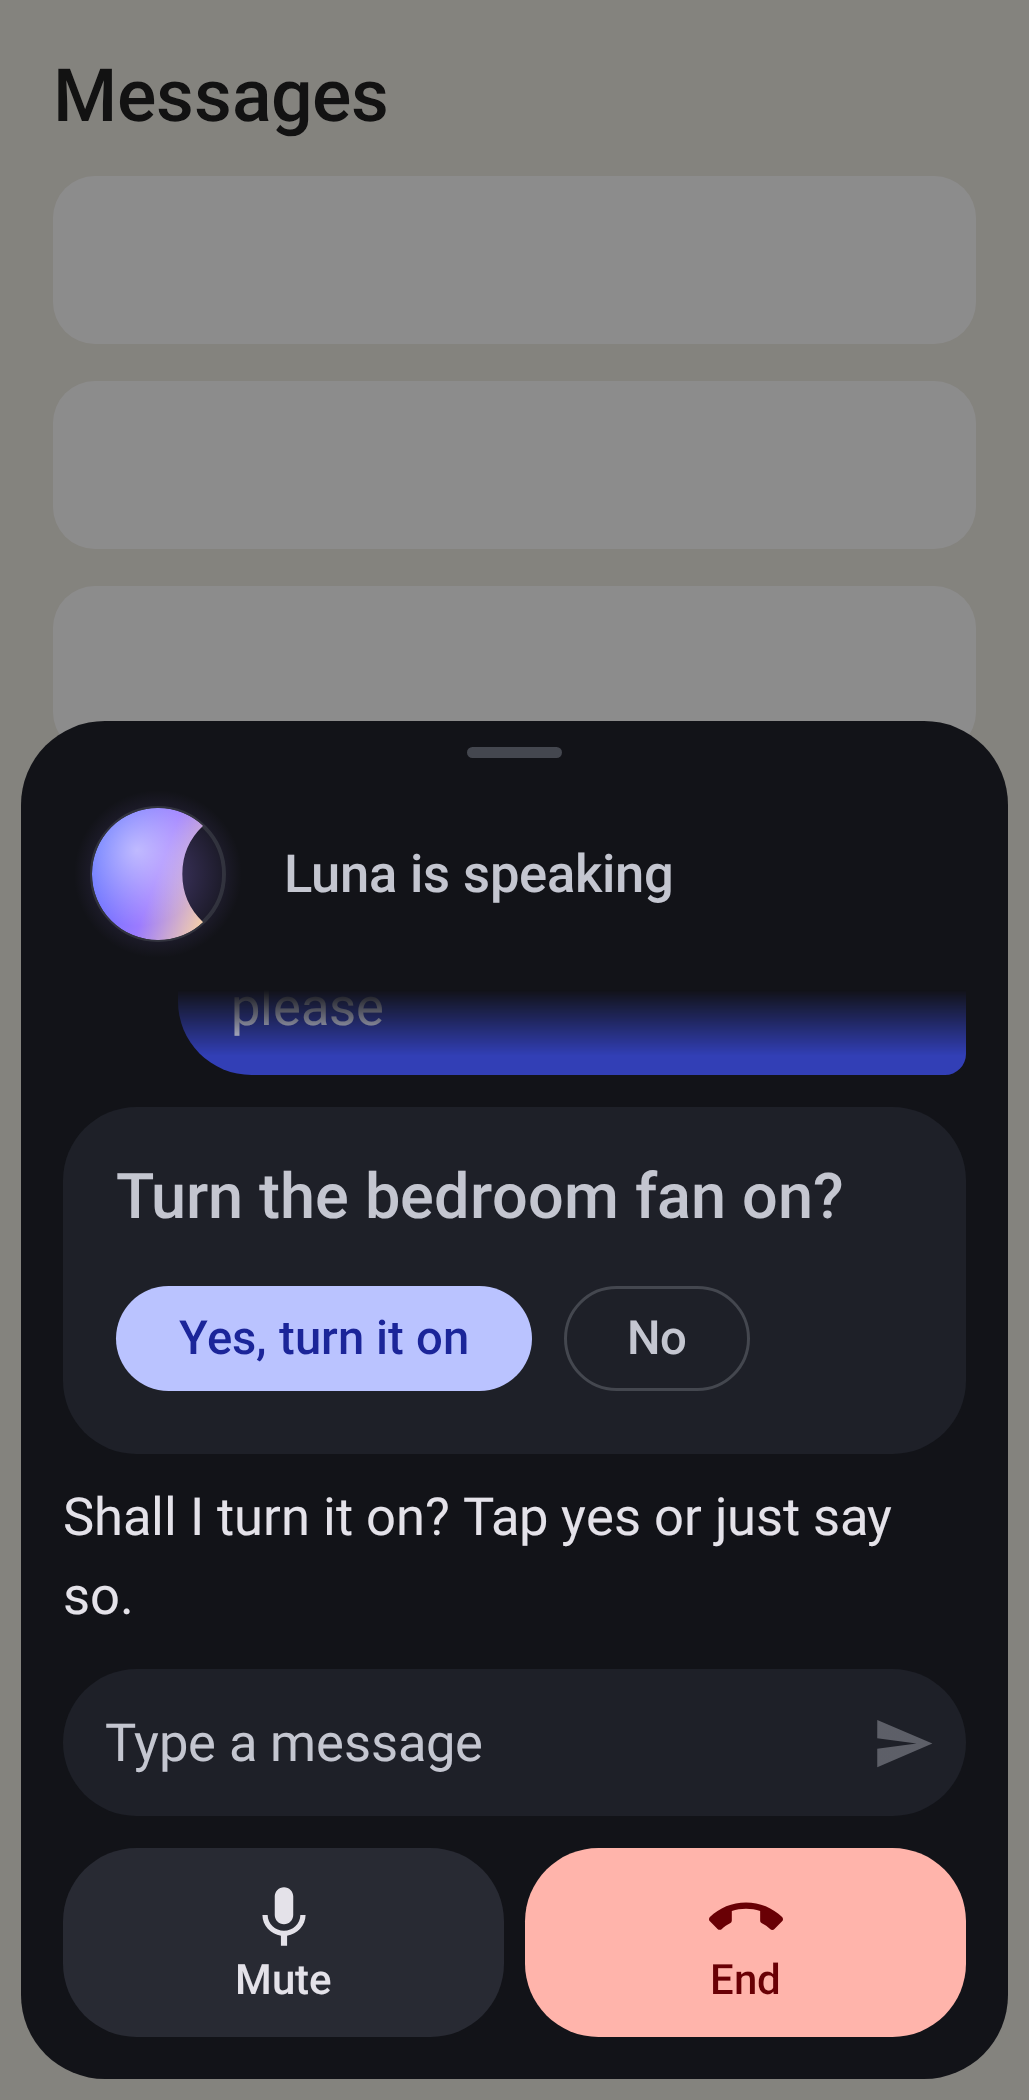 Messages
Luna is speaking
please
Turn the bedroom fan on?
Yes, turn it on
No
Shall I turn it on? Tap yes or just say
so.
Type a message
Mute
End